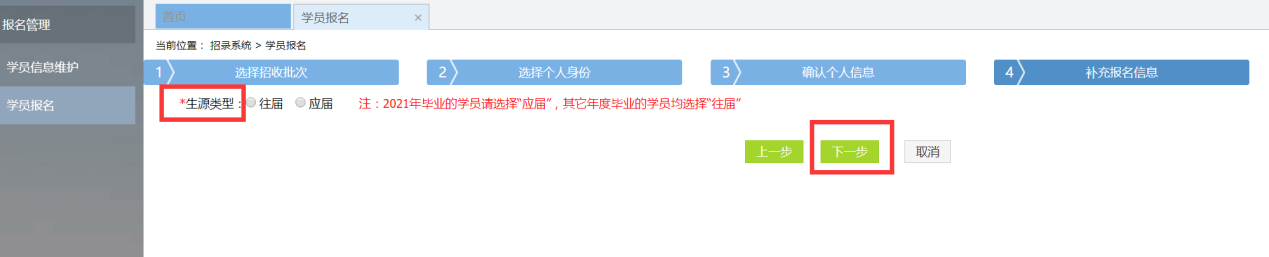 报名管理
学员信息维护
学员报名
首页
学员报名 ×
当前位置： 招录系统 > 学员报名
1 选择招收批次
2 选择个人身份
3 确认个人信息
4 补充报名信息
*生源类型： 往届 应届 注：2021年毕业的学员请选择“应届”，其它年度毕业的学员均选择“往届”
上一步 下一步 取消